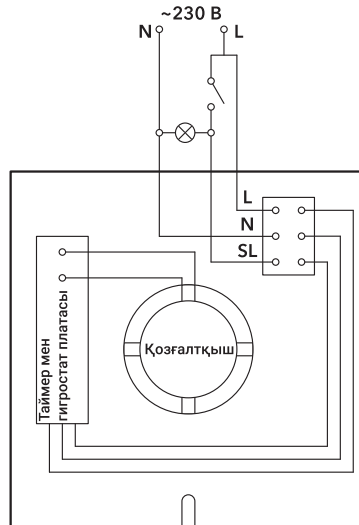 ~230 В
N L
L
N
SL
Қозғалтқыш
Таймер мен
гигростат платасы